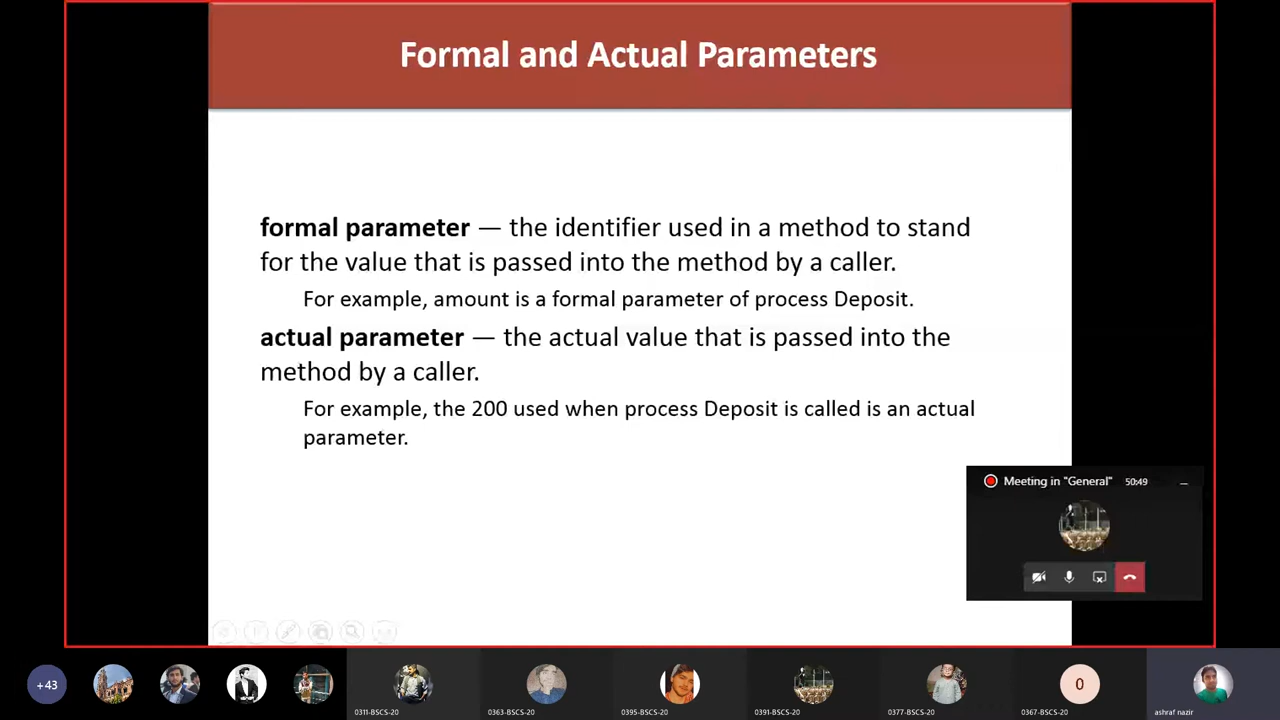 Formal and Actual Parameters
formal parameter — the identifier used in a method to stand
for the value that is passed into the method by a caller.
For example, amount is a formal parameter of process Deposit.
actual parameter — the actual value that is passed into the
method by a caller.
For example, the 200 used when process Deposit is called is an actual
parameter.
Meeting in "General" 50:49
+43
0
0311-BSCS-20
0363-BSCS-20
0395-BSCS-20
0391-BSCS-20
0377-BSCS-20
0367-BSCS-20
ashraf nazir